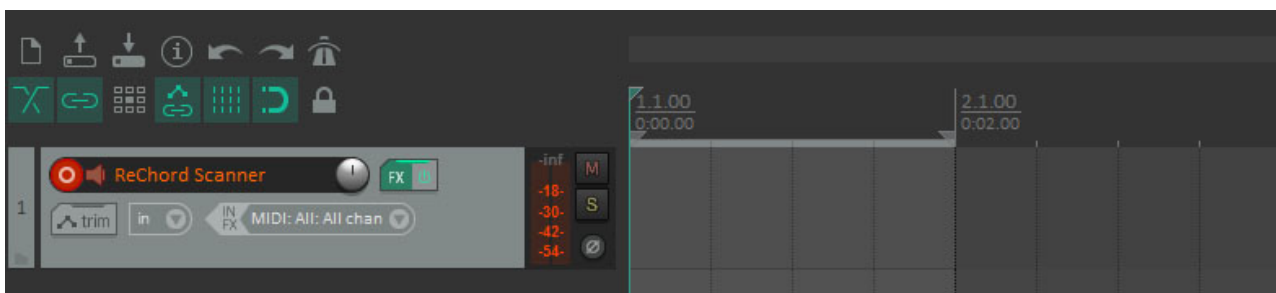 1.1.00
0:00.00
2.1.00
0:02.00
1
ReChord Scanner
FX
trim
in
IN
FX
MIDI: All: All chan
-inf
-18-
-30-
-42-
-54-
M
S